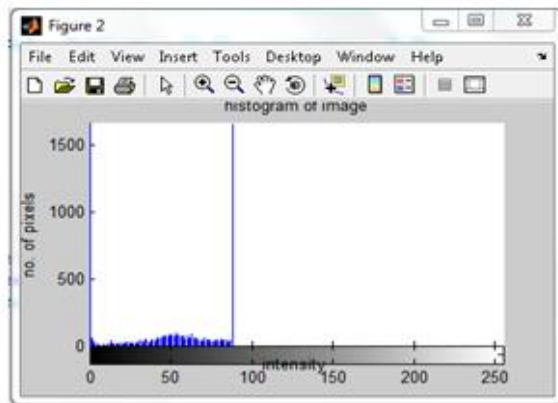 Figure 2
File Edit View Insert Tools Desktop Window Help
histogram of image
1500
1000
500
0
no. of pixels
intensity
0 50 100 150 200 250